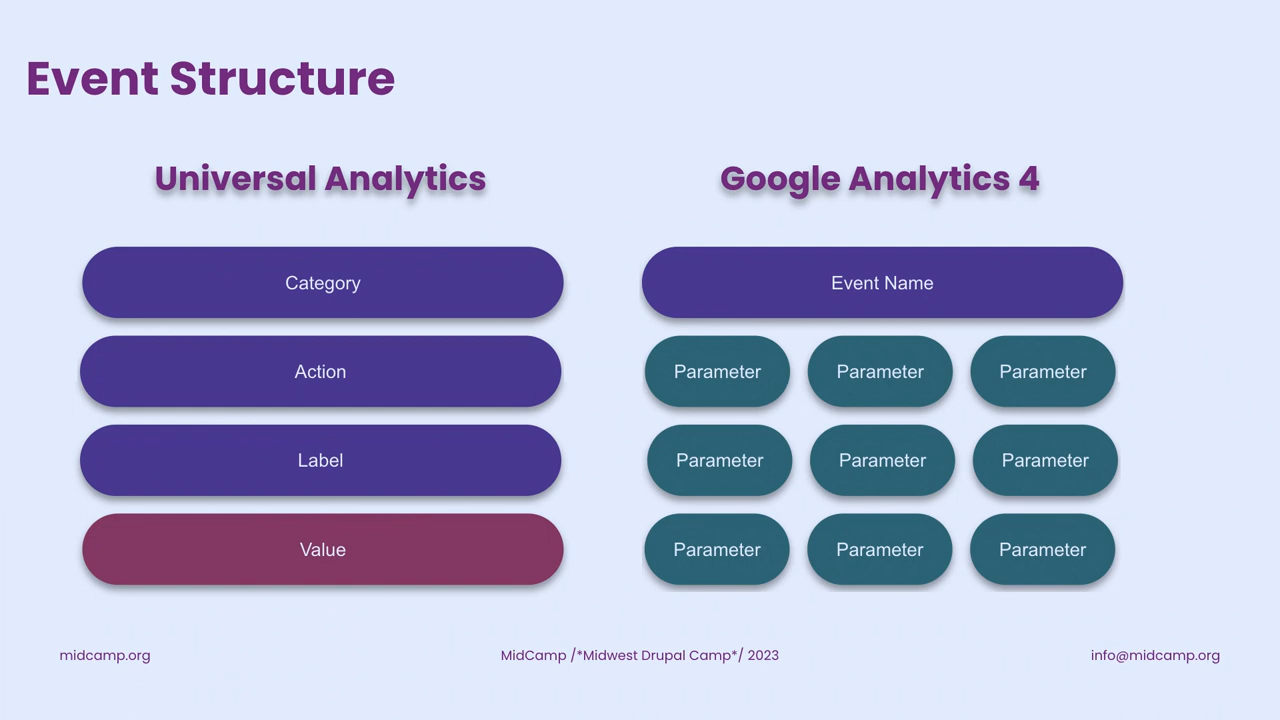 Event Structure
Universal Analytics
Category
Action
Label
Value
Google Analytics 4
Event Name
Parameter Parameter Parameter
Parameter Parameter Parameter
Parameter Parameter Parameter
midcamp.org
MidCamp /*Midwest Drupal Camp*/ 2023
info@midcamp.org